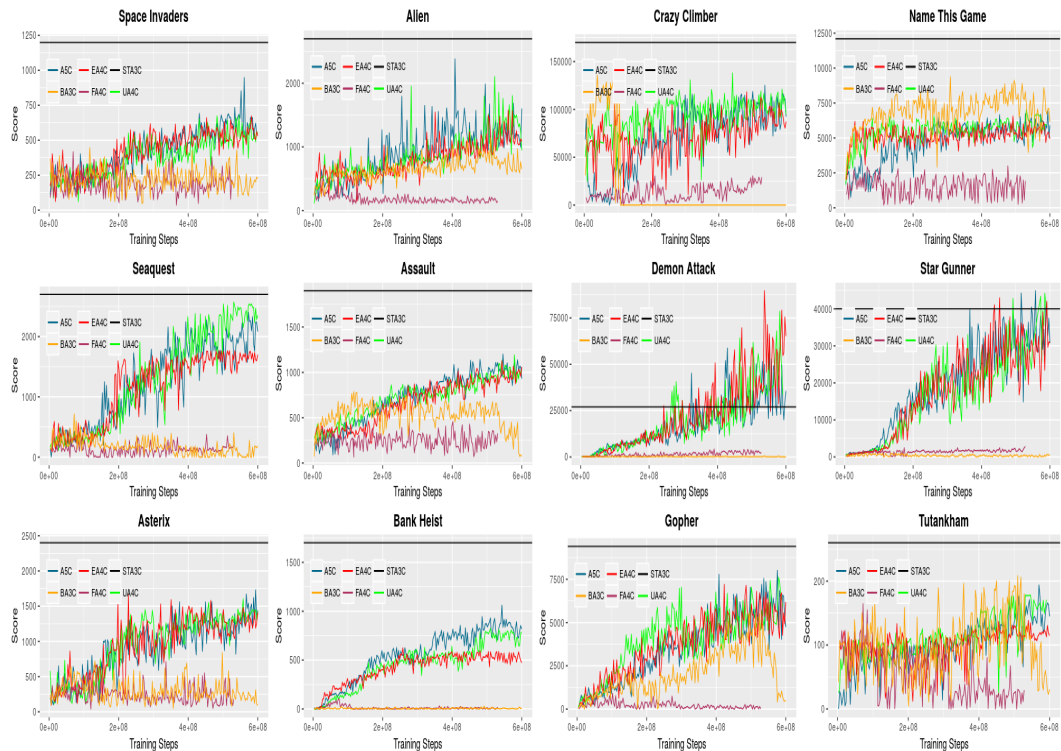 Space Invaders
1250
1000
750
500
250
0
Score
A5C EA4C STA3C
BA3C FA4C UA4C
0e+00 2e+08 4e+08 6e+08
Training Steps
Alien
2000
1000
0
Score
A5C EA4C STA3C
BA3C FA4C UA4C
0e+00 2e+08 4e+08 6e+08
Training Steps
Crazy Climber
150000
100000
50000
0
Score
A5C EA4C STA3C
BA3C FA4C UA4C
0e+00 2e+08 4e+08 6e+08
Training Steps
Name This Game
12500
10000
7500
5000
2500
0
Score
A5C EA4C STA3C
BA3C FA4C UA4C
0e+00 2e+08 4e+08 6e+08
Training Steps
Seaquest
2000
1000
0
Score
A5C EA4C STA3C
BA3C FA4C UA4C
0e+00 2e+08 4e+08 6e+08
Training Steps
Assault
1500
1000
500
0
Score
A5C EA4C STA3C
BA3C FA4C UA4C
0e+00 2e+08 4e+08 6e+08
Training Steps
Demon Attack
75000
50000
25000
0
Score
A5C EA4C STA3C
BA3C FA4C UA4C
0e+00 2e+08 4e+08 6e+08
Training Steps
Star Gunner
40000
30000
20000
10000
0
Score
A5C EA4C STA3C
BA3C FA4C UA4C
0e+00 2e+08 4e+08 6e+08
Training Steps
Asterix
2500
2000
1500
1000
500
0
Score
A5C EA4C STA3C
BA3C FA4C UA4C
0e+00 2e+08 4e+08 6e+08
Training Steps
Bank Heist
1500
1000
500
0
Score
A5C EA4C STA3C
BA3C FA4C UA4C
0e+00 2e+08 4e+08 6e+08
Training Steps
Gopher
7500
5000
2500
0
Score
A5C EA4C STA3C
BA3C FA4C UA4C
0e+00 2e+08 4e+08 6e+08
Training Steps
Tutankham
200
100
0
Score
A5C EA4C STA3C
BA3C FA4C UA4C
0e+00 2e+08 4e+08 6e+08
Training Steps